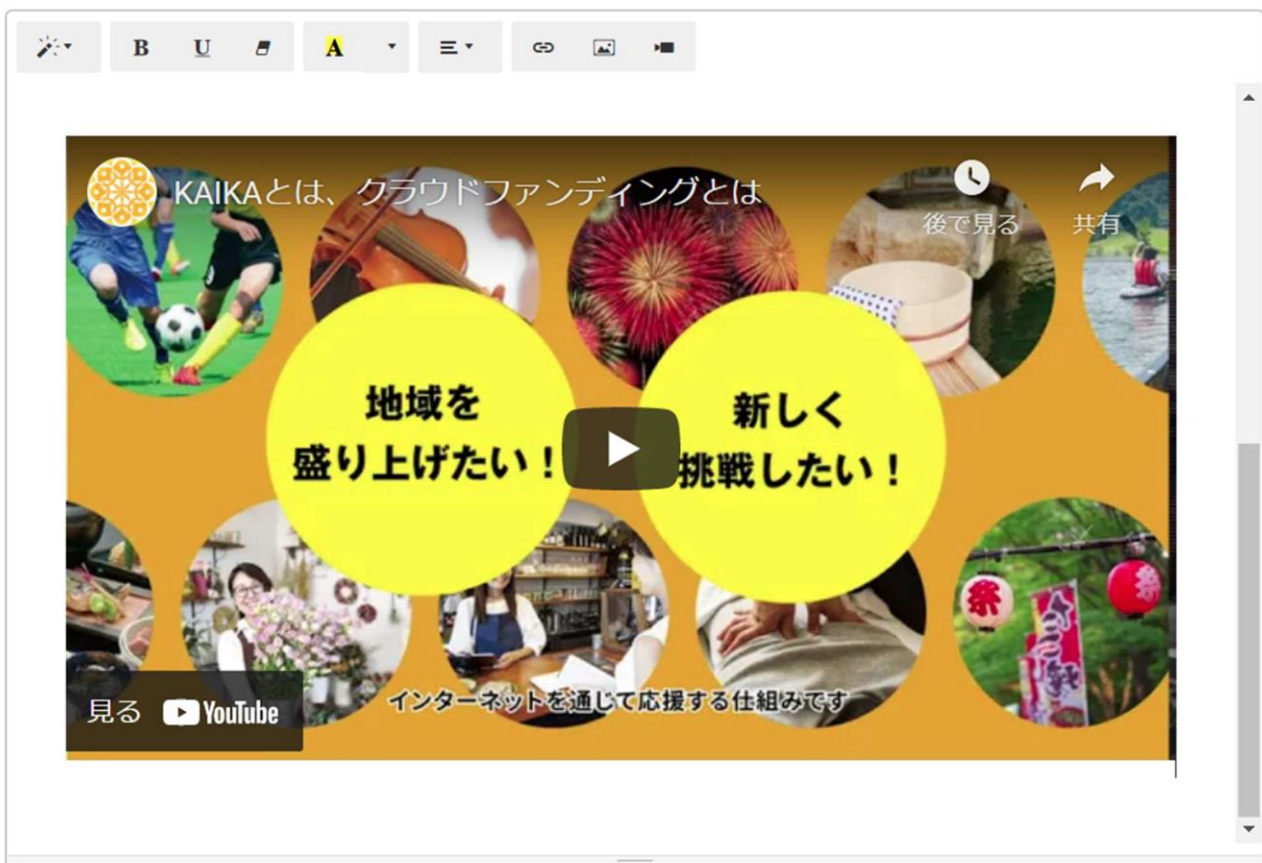 B U A
KAIKAとは、クラウドファンディングとは
後で見る 共有
地域を
盛り上げたい！
新しく
挑戦したい！
祭 祭
インターネットを通じて応援する仕組みです
見る YouTube